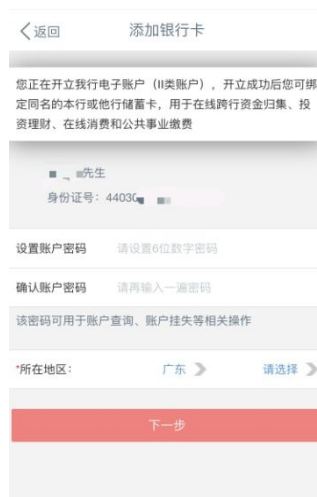 返回
添加银行卡
您正在开立我行电子账户（II类账户），开立成功后您可绑
定同名的本行或他行储蓄卡，用于在线跨行资金归集、投
资理财、在线消费和公共事业缴费
先生
身份证号：44030
设置账户密码 请设置6位数字密码
确认账户密码 请再输入一遍密码
该密码可用于账户查询、账户挂失等相关操作
*所在地区： 广东 请选择
下一步